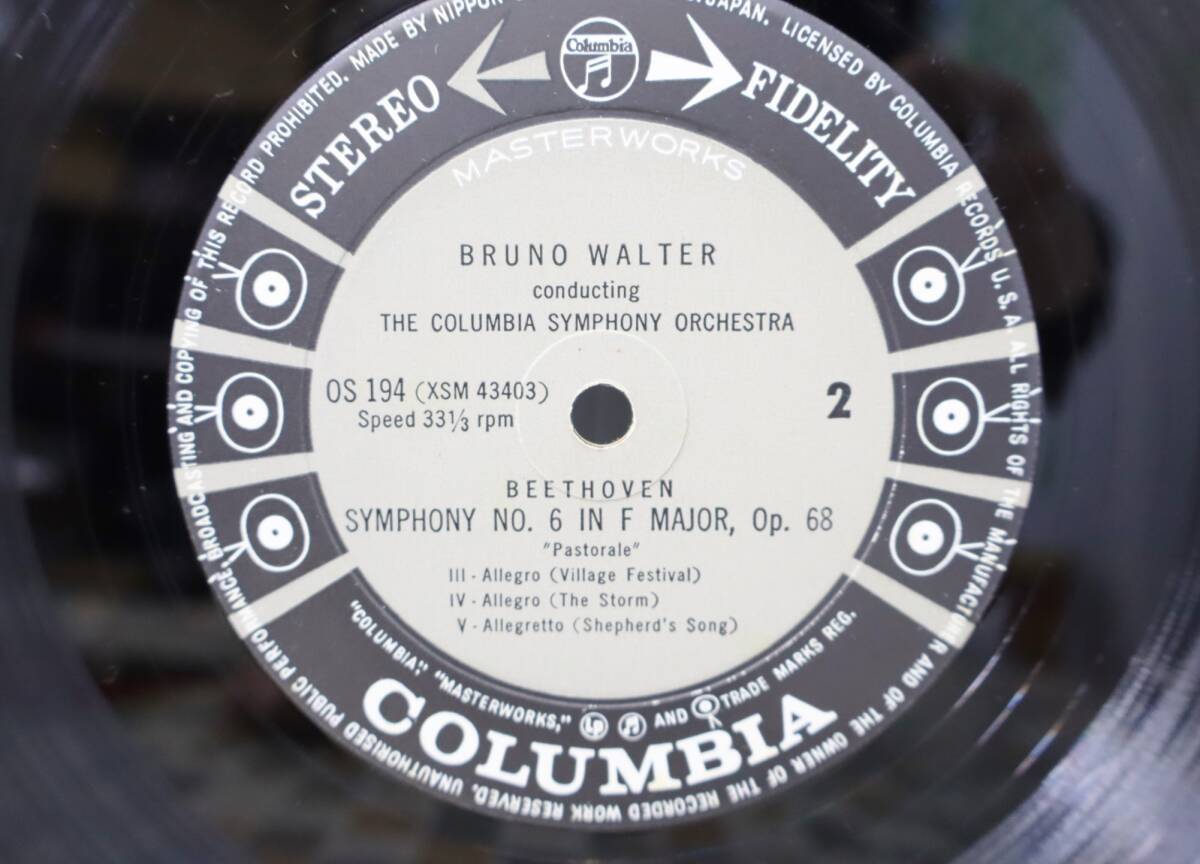 MADE BY NIPPON
JAPAN. LICENSED BY COLUMBIA RECORDS U. S. A. ALL RIGHTS OF THE MANUFACTURER AND OF THE OWNER OF THE RECORDED WORK RESERVED. UNAUTHORISED PUBLIC PERFORMANCE BROADCASTING AND COPYING OF THIS RECORD PROHIBITED.
Columbia
STEREO FIDELITY
MASTERWORKS
BRUNO WALTER
conducting
THE COLUMBIA SYMPHONY ORCHESTRA
OS 194 (XSM 43403)
Speed 33⅓ rpm
2
BEETHOVEN
SYMPHONY NO. 6 IN F MAJOR, Op. 68
"Pastorale"
III - Allegro (Village Festival)
IV - Allegro (The Storm)
V - Allegretto (Shepherd's Song)
"COLUMBIA", "MASTERWORKS," Lp AND TRADE MARKS REG.
COLUMBIA